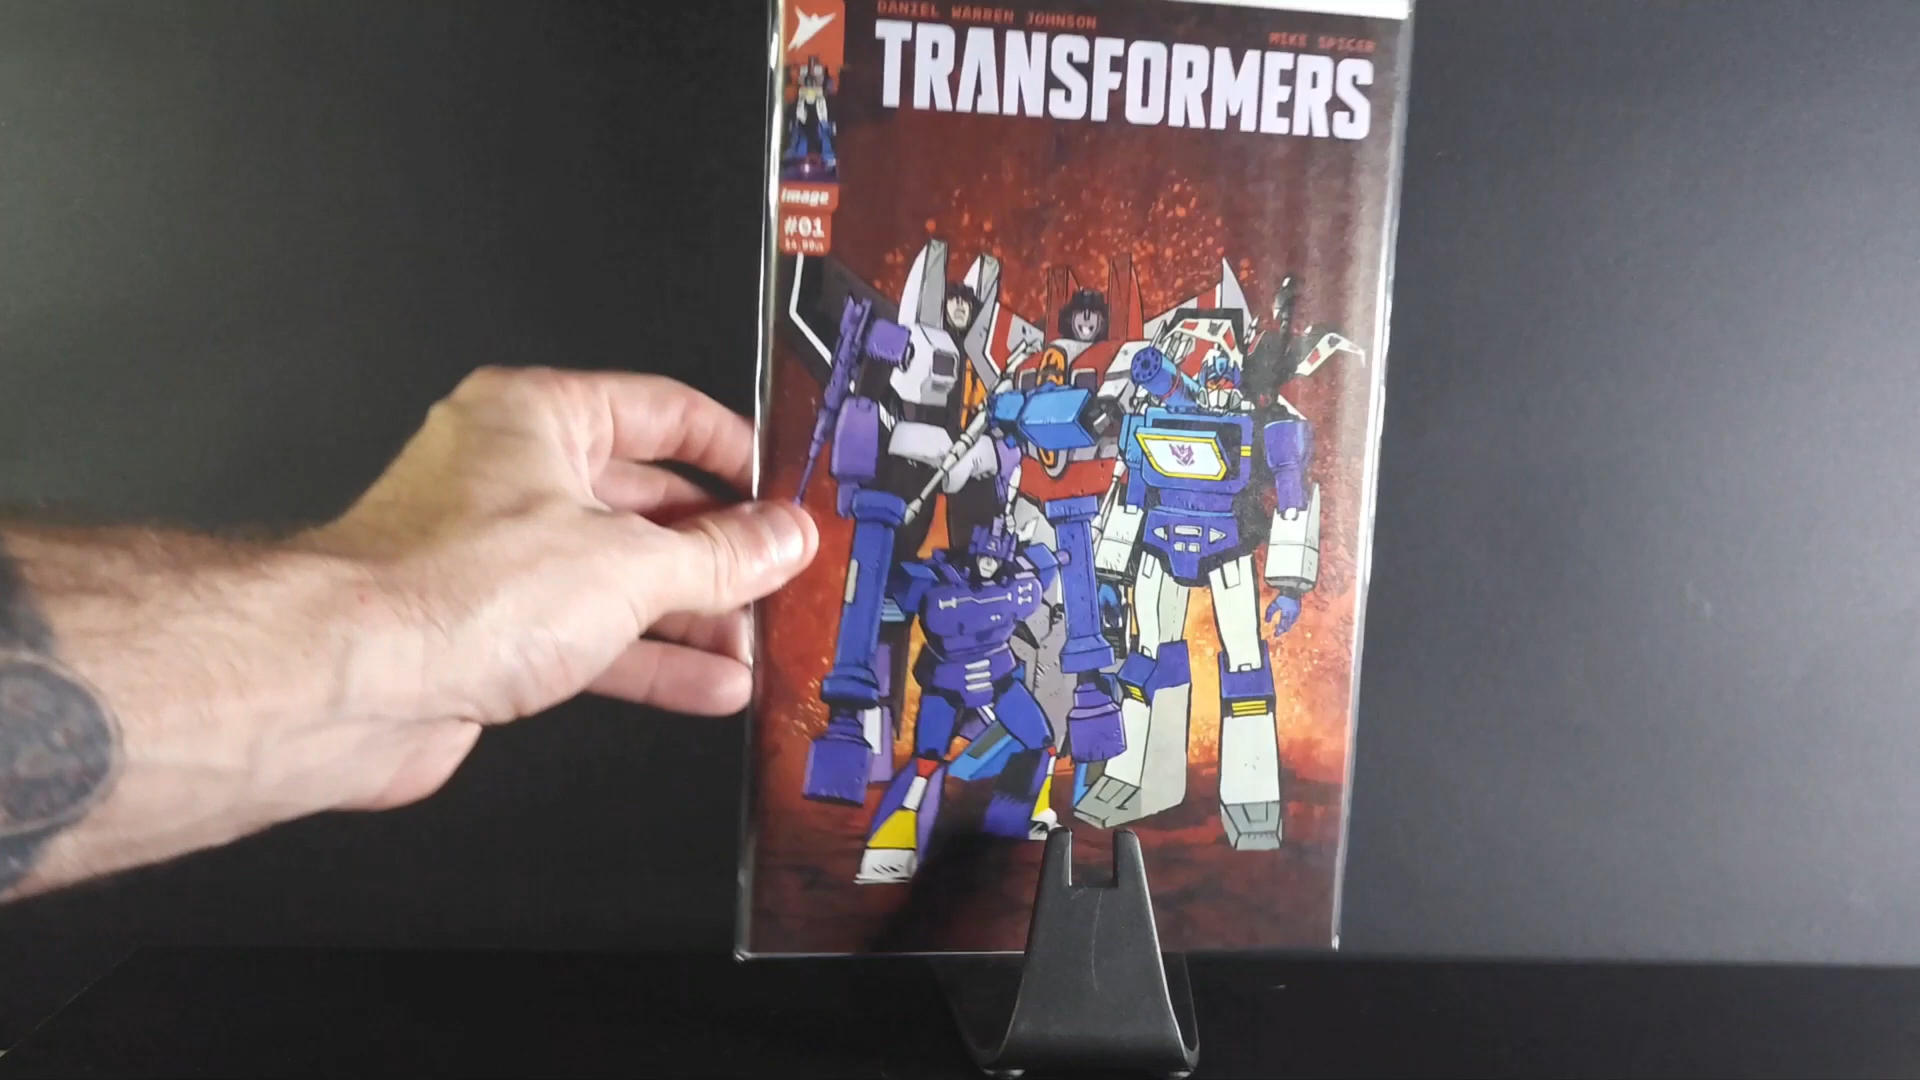 DANIEL WARREN JOHNSON
MIKE SPICER
TRANSFORMERS
image
#01